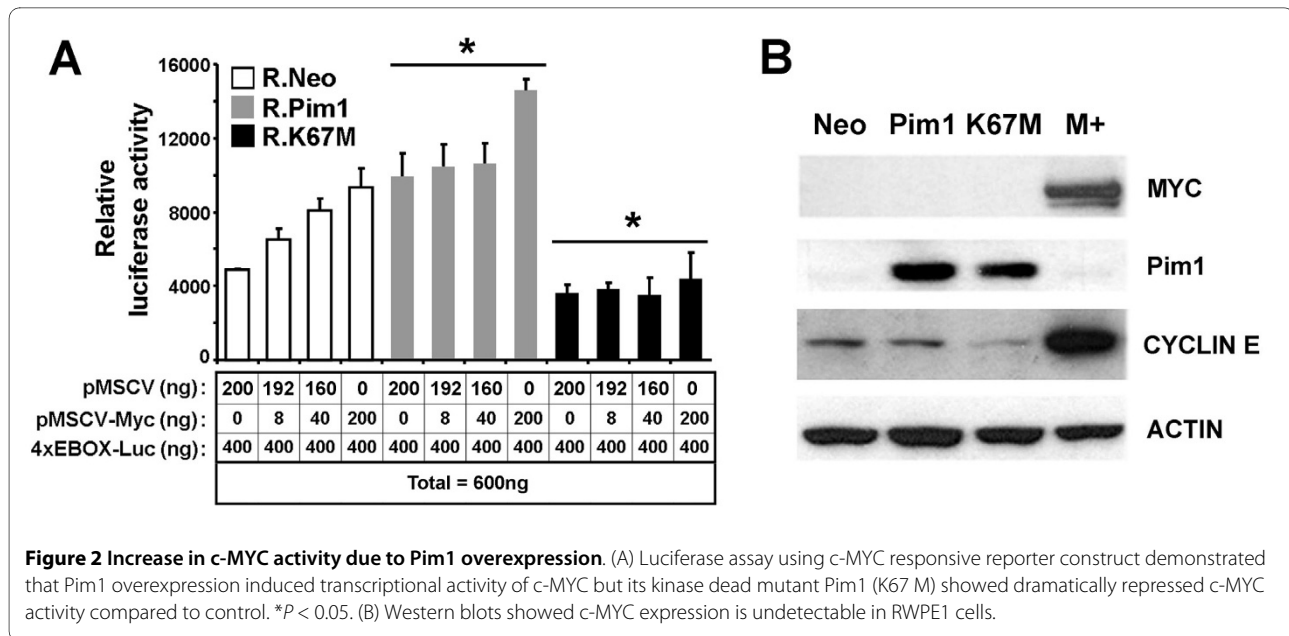 A
Relative
luciferase activity
16000
12000
8000
4000
0
R.Neo
R.Pim1
R.K67M
*
*
pMSCV (ng) : 200 192 160 0 200 192 160 0 200 192 160 0
pMSCV-Myc (ng) : 0 8 40 200 0 8 40 200 0 8 40 200
4xEBOX-Luc (ng) : 400 400 400 400 400 400 400 400 400 400 400 400
Total = 600ng
B
Neo Pim1 K67M M+
MYC
Pim1
CYCLIN E
ACTIN
Figure 2 Increase in c-MYC activity due to Pim1 overexpression. (A) Luciferase assay using c-MYC responsive reporter construct demonstrated
that Pim1 overexpression induced transcriptional activity of c-MYC but its kinase dead mutant Pim1 (K67 M) showed dramatically repressed c-MYC
activity compared to control. *P < 0.05. (B) Western blots showed c-MYC expression is undetectable in RWPE1 cells.